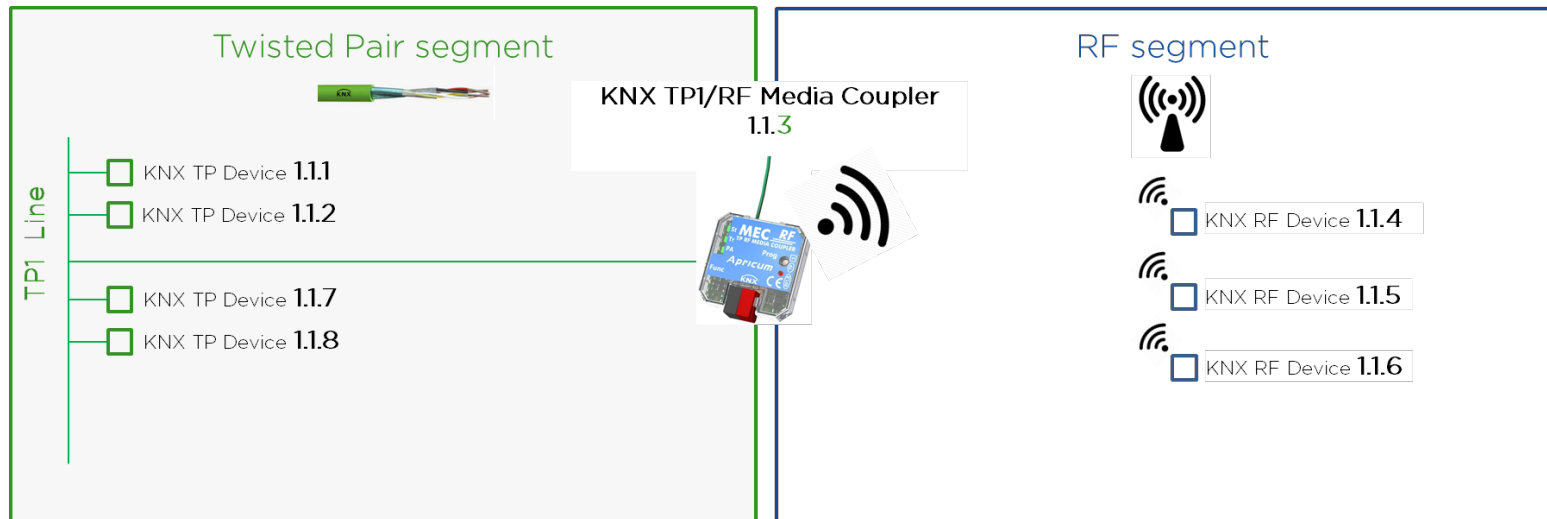 Twisted Pair segment
RF segment
KNX
KNX TP1/RF Media Coupler
1.1.3
TP1 Line
KNX TP Device 1.1.1
KNX TP Device 1.1.2
KNX TP Device 1.1.7
KNX TP Device 1.1.8
MEC RF
TP RF MEDIA COUPLER
PA
Prog
Apricum
Func
KNX CE
KNX RF Device 1.1.4
KNX RF Device 1.1.5
KNX RF Device 1.1.6